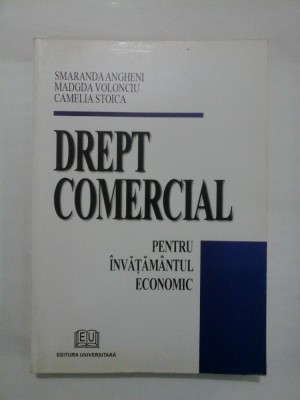 SMARANDA ANGHENI
MADGDA VOLONCIU
CAMELIA STOICA
DREPT
COMERCIAL
PENTRU
ÎNVĂȚĂMÂNTUL
ECONOMIC
EU
EDITURA UNIVERSITARĂ